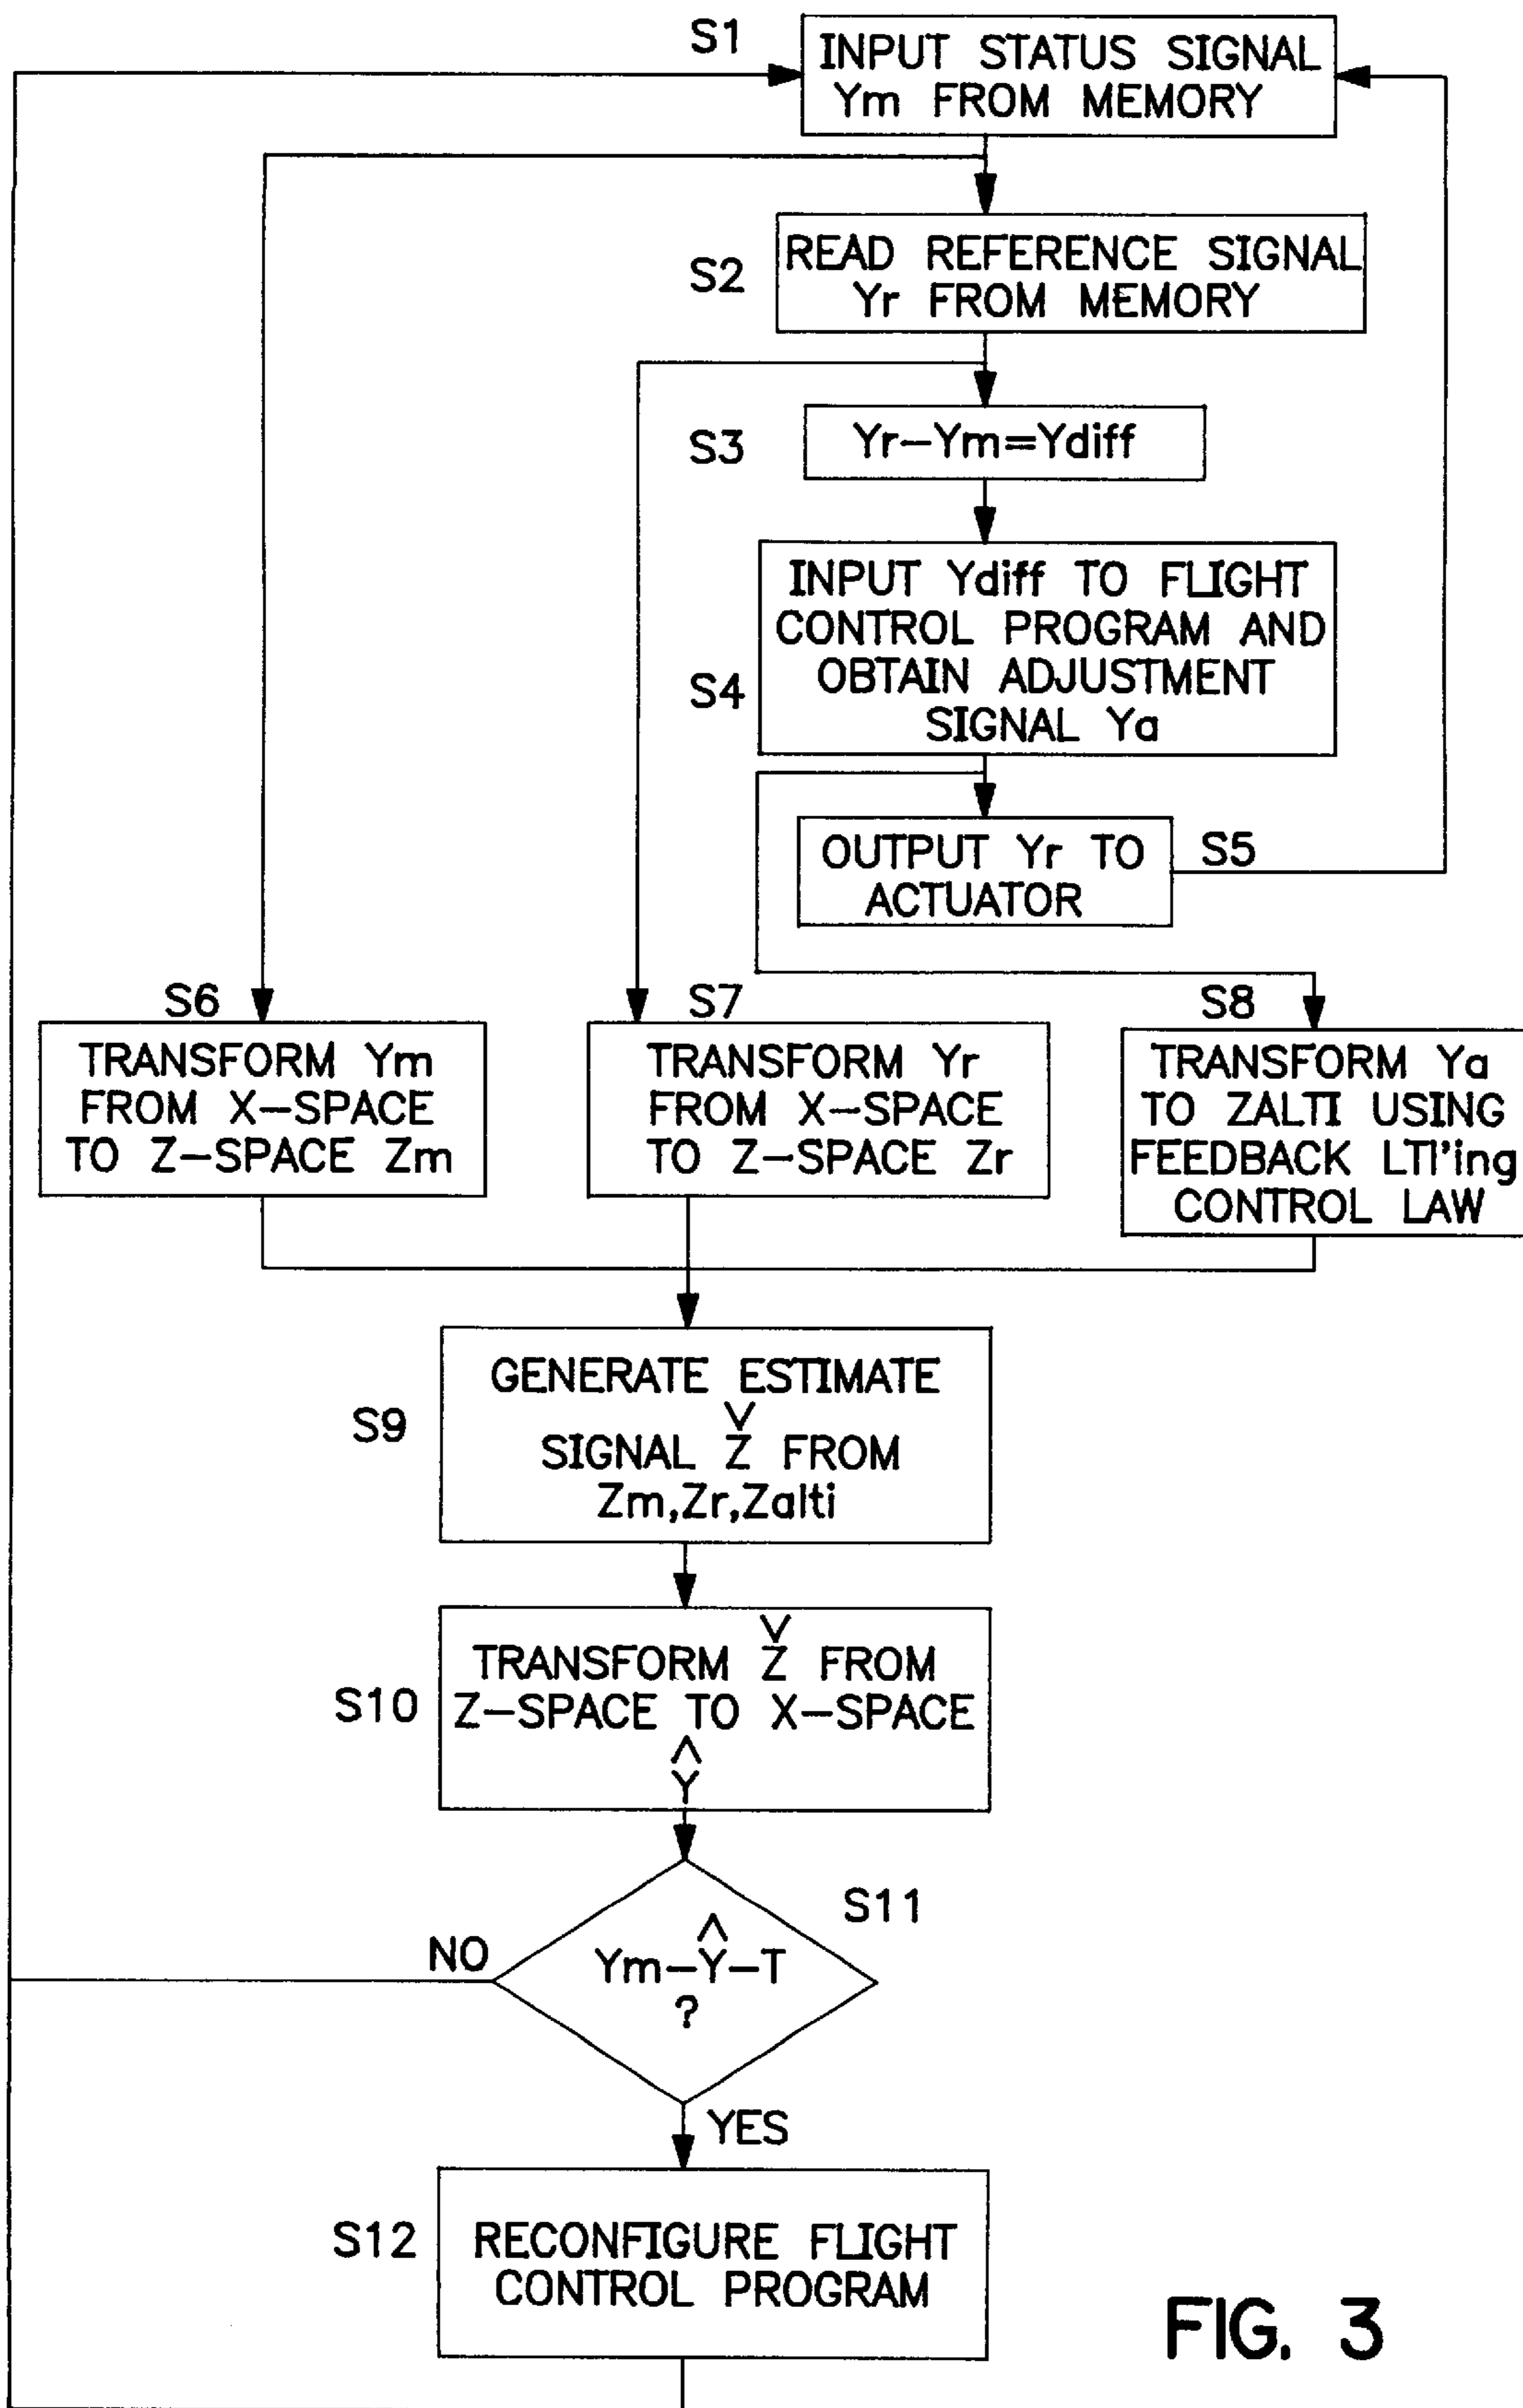 S1
INPUT STATUS SIGNAL
Ym FROM MEMORY
S2
READ REFERENCE SIGNAL
Yr FROM MEMORY
S3
Yr-Ym=Ydiff
S4
INPUT Ydiff TO FLIGHT
CONTROL PROGRAM AND
OBTAIN ADJUSTMENT
SIGNAL Ya
OUTPUT Yr TO
ACTUATOR
S5
S6
TRANSFORM Ym
FROM X-SPACE
TO Z-SPACE Zm
S7
TRANSFORM Yr
FROM X-SPACE
TO Z-SPACE Zr
S8
TRANSFORM Ya
TO ZALTI USING
FEEDBACK LTI'ing
CONTROL LAW
S9
GENERATE ESTIMATE
SIGNAL Ž FROM
Zm,Zr,Zalti
S10
TRANSFORM Ž FROM
Z-SPACE TO X-SPACE
Ŷ
S11
Ym-Ŷ-T
?
NO
YES
S12
RECONFIGURE FLIGHT
CONTROL PROGRAM
FIG. 3